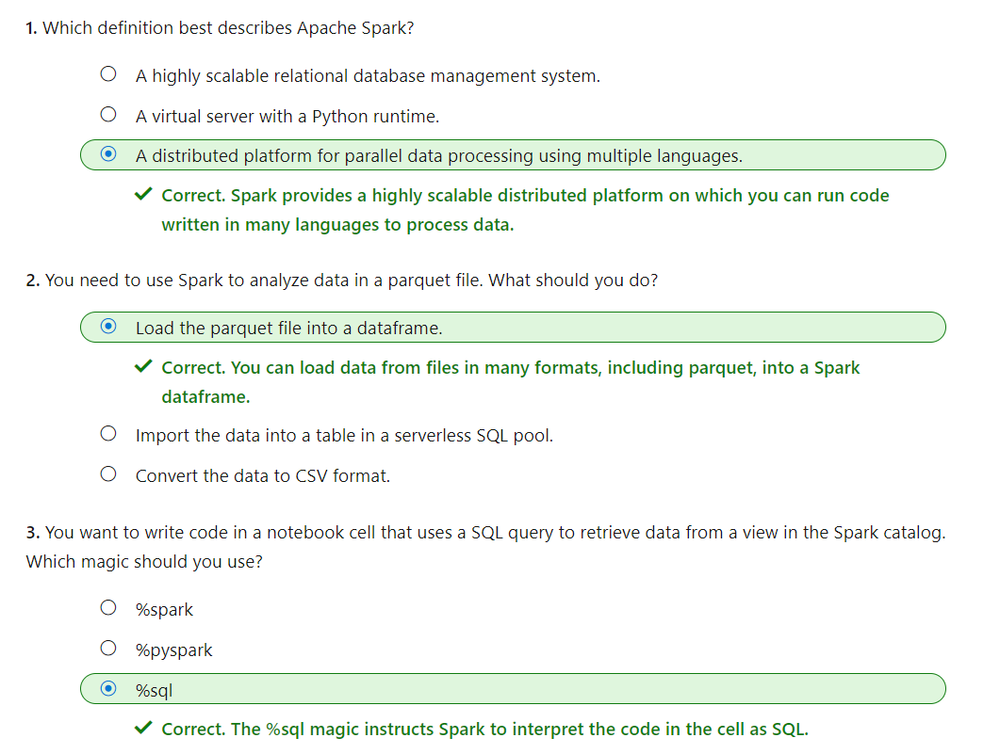 1. Which definition best describes Apache Spark?
A highly scalable relational database management system.
A virtual server with a Python runtime.
A distributed platform for parallel data processing using multiple languages.
Correct. Spark provides a highly scalable distributed platform on which you can run code
written in many languages to process data.
2. You need to use Spark to analyze data in a parquet file. What should you do?
Load the parquet file into a dataframe.
Correct. You can load data from files in many formats, including parquet, into a Spark
dataframe.
Import the data into a table in a serverless SQL pool.
Convert the data to CSV format.
3. You want to write code in a notebook cell that uses a SQL query to retrieve data from a view in the Spark catalog.
Which magic should you use?
%spark
%pyspark
%sql
Correct. The %sql magic instructs Spark to interpret the code in the cell as SQL.